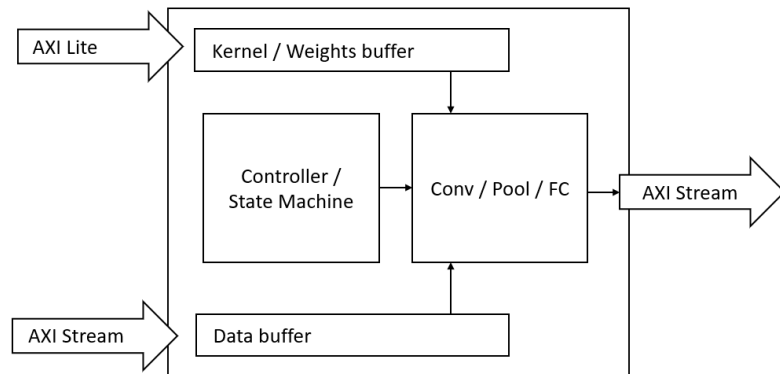 AXI Lite
Kernel / Weights buffer
Controller /
State Machine
Conv / Pool / FC
AXI Stream
AXI Stream
Data buffer